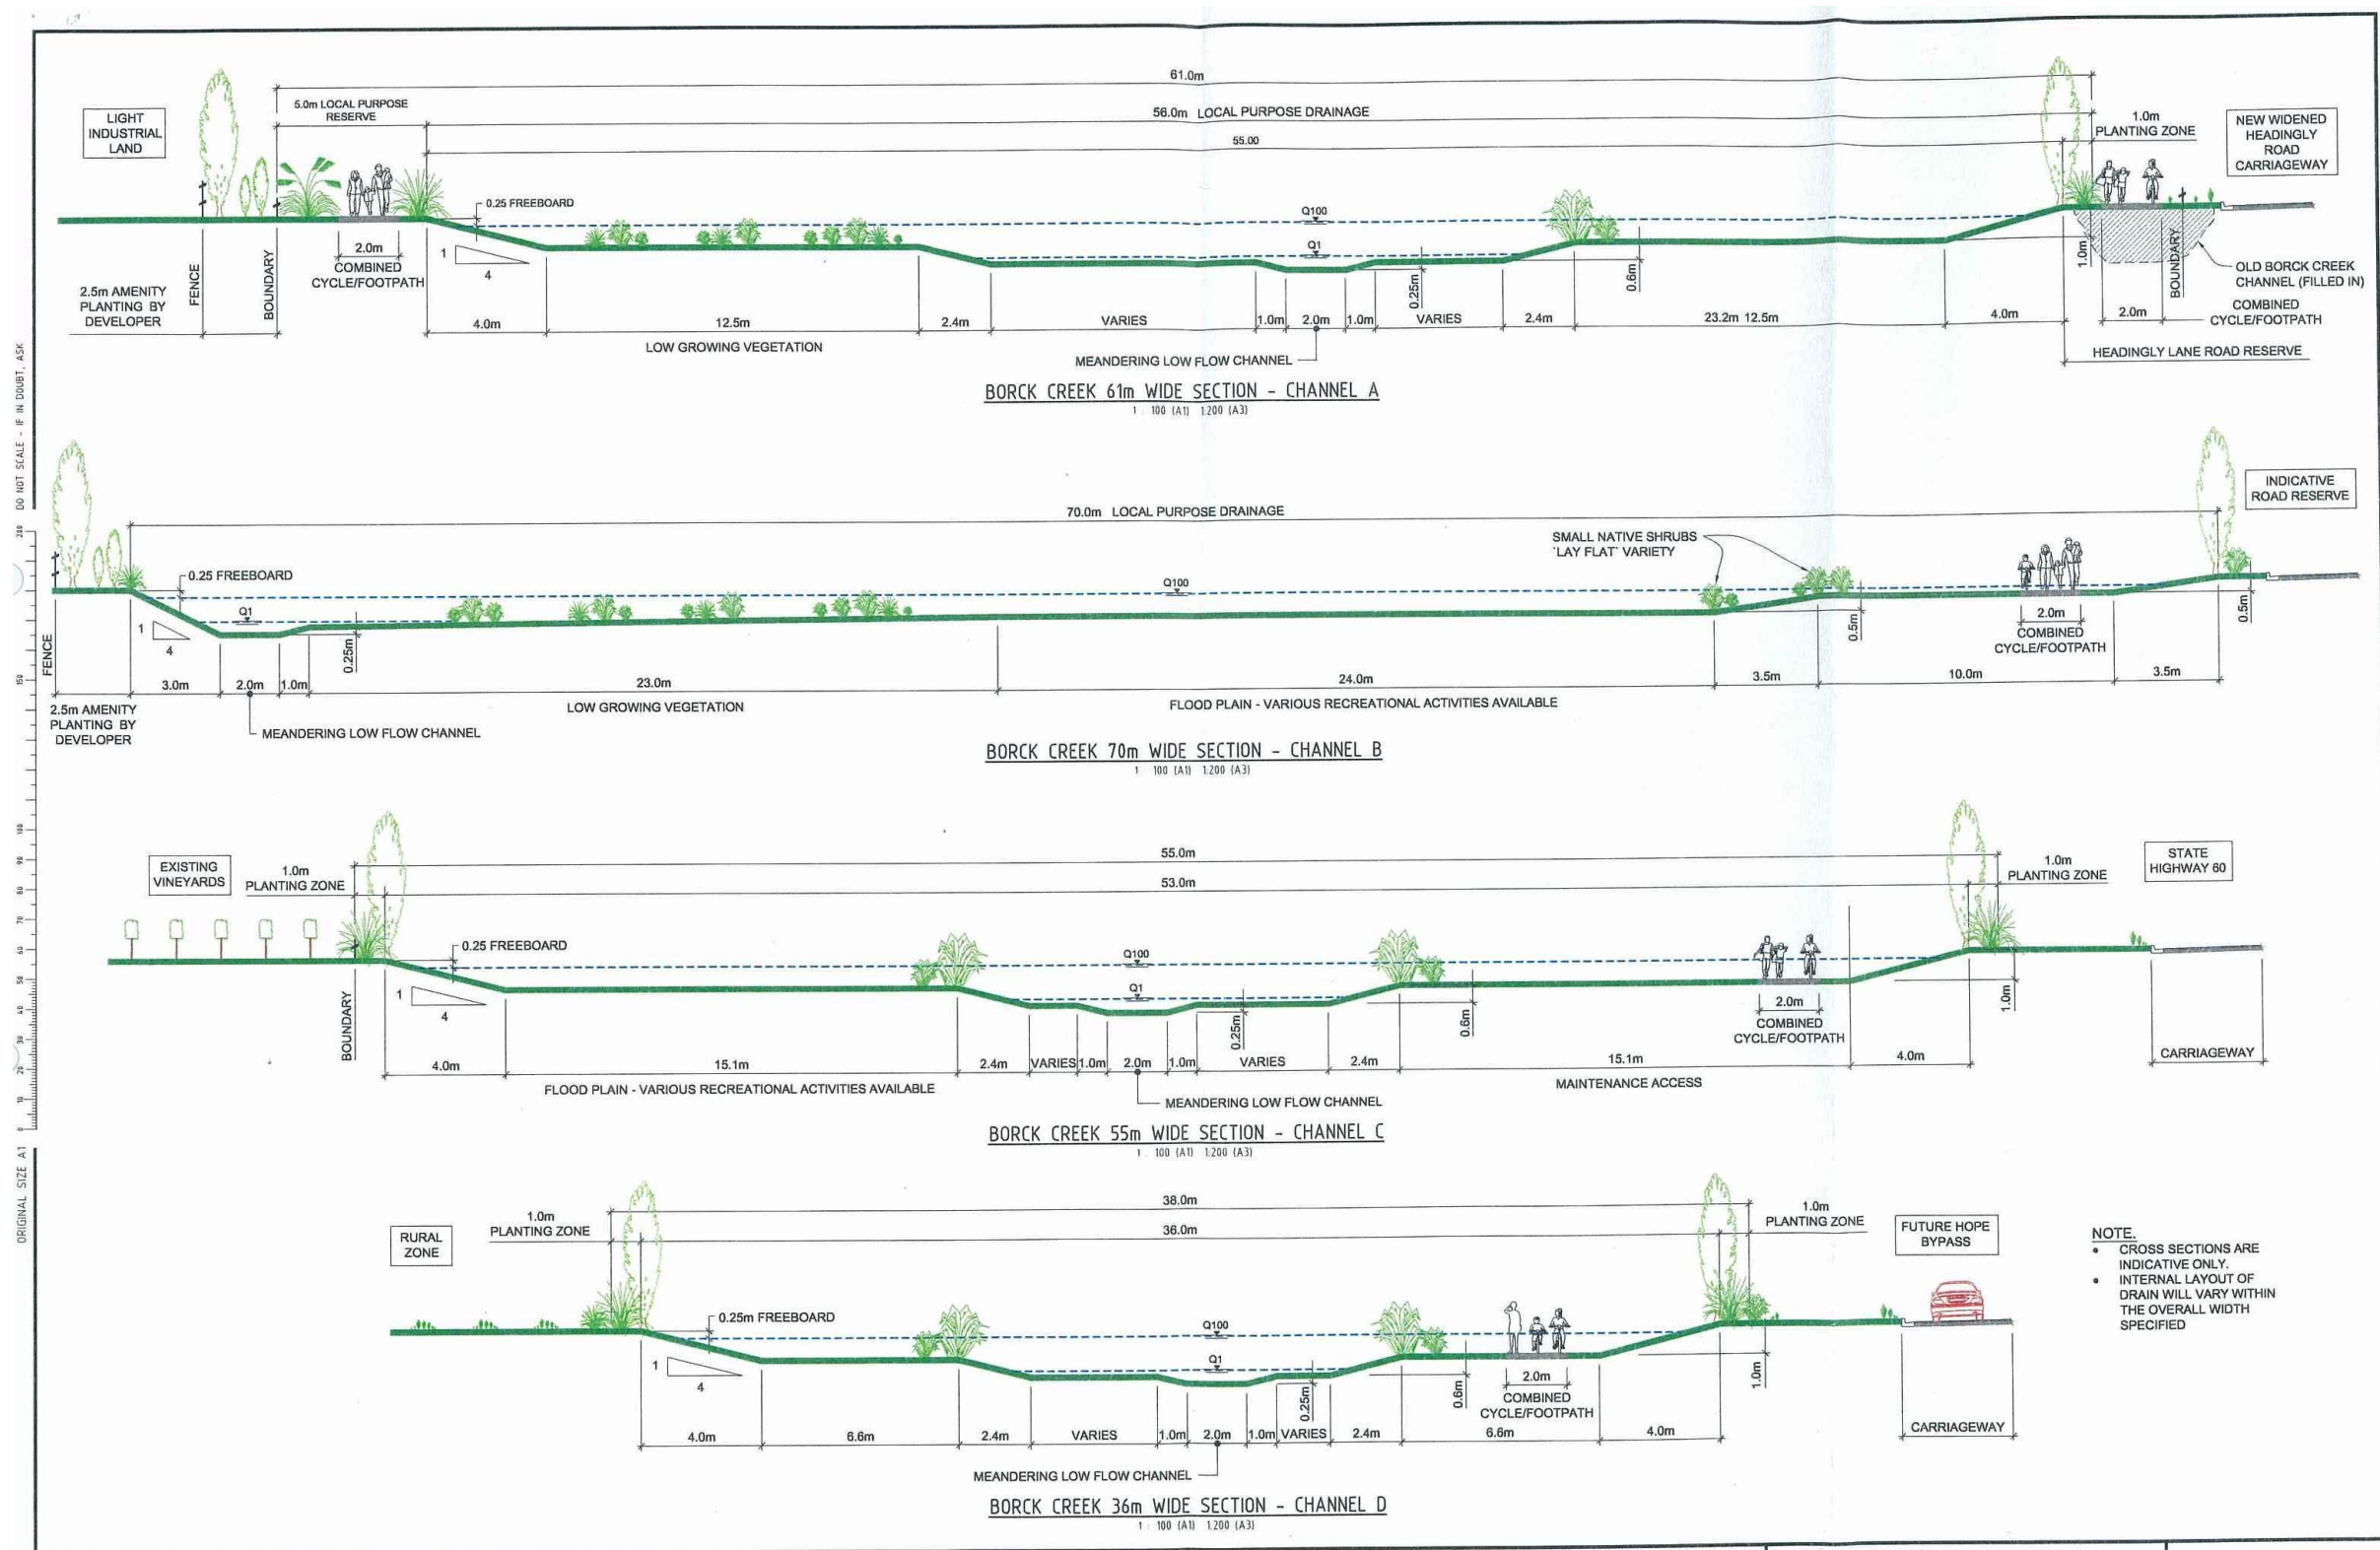 DO NOT SCALE - IF IN DOUBT, ASK
ORIGINAL SIZE A1
200
150
100
90
80
70
60
50
40
30
20
10
0
61.0m
5.0m LOCAL PURPOSE
RESERVE
56.0m LOCAL PURPOSE DRAINAGE
55.00
LIGHT
INDUSTRIAL
LAND
1.0m
PLANTING ZONE
NEW WIDENED
HEADINGLY
ROAD
CARRIAGEWAY
0.25 FREEBOARD
Q100
Q1
1
4
2.0m
COMBINED
CYCLE/FOOTPATH
FENCE
BOUNDARY
2.5m AMENITY
PLANTING BY
DEVELOPER
0.25m
0.6m
1.0m
BOUNDARY
OLD BORCK CREEK
CHANNEL (FILLED IN)
COMBINED
CYCLE/FOOTPATH
2.0m
4.0m
12.5m
2.4m
VARIES
1.0m
2.0m
1.0m
VARIES
2.4m
23.2m 12.5m
4.0m
LOW GROWING VEGETATION
MEANDERING LOW FLOW CHANNEL
HEADINGLY LANE ROAD RESERVE
BORCK CREEK 61m WIDE SECTION - CHANNEL A
1 : 100 (A1) 1:200 (A3)
INDICATIVE
ROAD RESERVE
70.0m LOCAL PURPOSE DRAINAGE
SMALL NATIVE SHRUBS
'LAY FLAT' VARIETY
0.25 FREEBOARD
Q100
Q1
1
4
0.25m
0.5m
2.0m
COMBINED
CYCLE/FOOTPATH
0.5m
FENCE
3.0m
2.0m
1.0m
23.0m
24.0m
3.5m
10.0m
3.5m
2.5m AMENITY
PLANTING BY
DEVELOPER
LOW GROWING VEGETATION
FLOOD PLAIN - VARIOUS RECREATIONAL ACTIVITIES AVAILABLE
MEANDERING LOW FLOW CHANNEL
BORCK CREEK 70m WIDE SECTION - CHANNEL B
1 : 100 (A1) 1:200 (A3)
EXISTING
VINEYARDS
1.0m
PLANTING ZONE
55.0m
53.0m
1.0m
PLANTING ZONE
STATE
HIGHWAY 60
0.25 FREEBOARD
Q100
Q1
1
4
BOUNDARY
0.25m
0.6m
2.0m
COMBINED
CYCLE/FOOTPATH
1.0m
4.0m
15.1m
2.4m
VARIES
1.0m
2.0m
1.0m
VARIES
2.4m
15.1m
4.0m
CARRIAGEWAY
FLOOD PLAIN - VARIOUS RECREATIONAL ACTIVITIES AVAILABLE
MAINTENANCE ACCESS
MEANDERING LOW FLOW CHANNEL
BORCK CREEK 55m WIDE SECTION - CHANNEL C
1 : 100 (A1) 1:200 (A3)
RURAL
ZONE
1.0m
PLANTING ZONE
38.0m
36.0m
1.0m
PLANTING ZONE
FUTURE HOPE
BYPASS
NOTE.
• CROSS SECTIONS ARE
INDICATIVE ONLY.
• INTERNAL LAYOUT OF
DRAIN WILL VARY WITHIN
THE OVERALL WIDTH
SPECIFIED
0.25m FREEBOARD
Q100
Q1
1
4
0.25m
0.6m
2.0m
COMBINED
CYCLE/FOOTPATH
1.0m
4.0m
6.6m
2.4m
VARIES
1.0m
2.0m
1.0m
VARIES
2.4m
6.6m
4.0m
CARRIAGEWAY
MEANDERING LOW FLOW CHANNEL
BORCK CREEK 36m WIDE SECTION - CHANNEL D
1 : 100 (A1) 1:200 (A3)